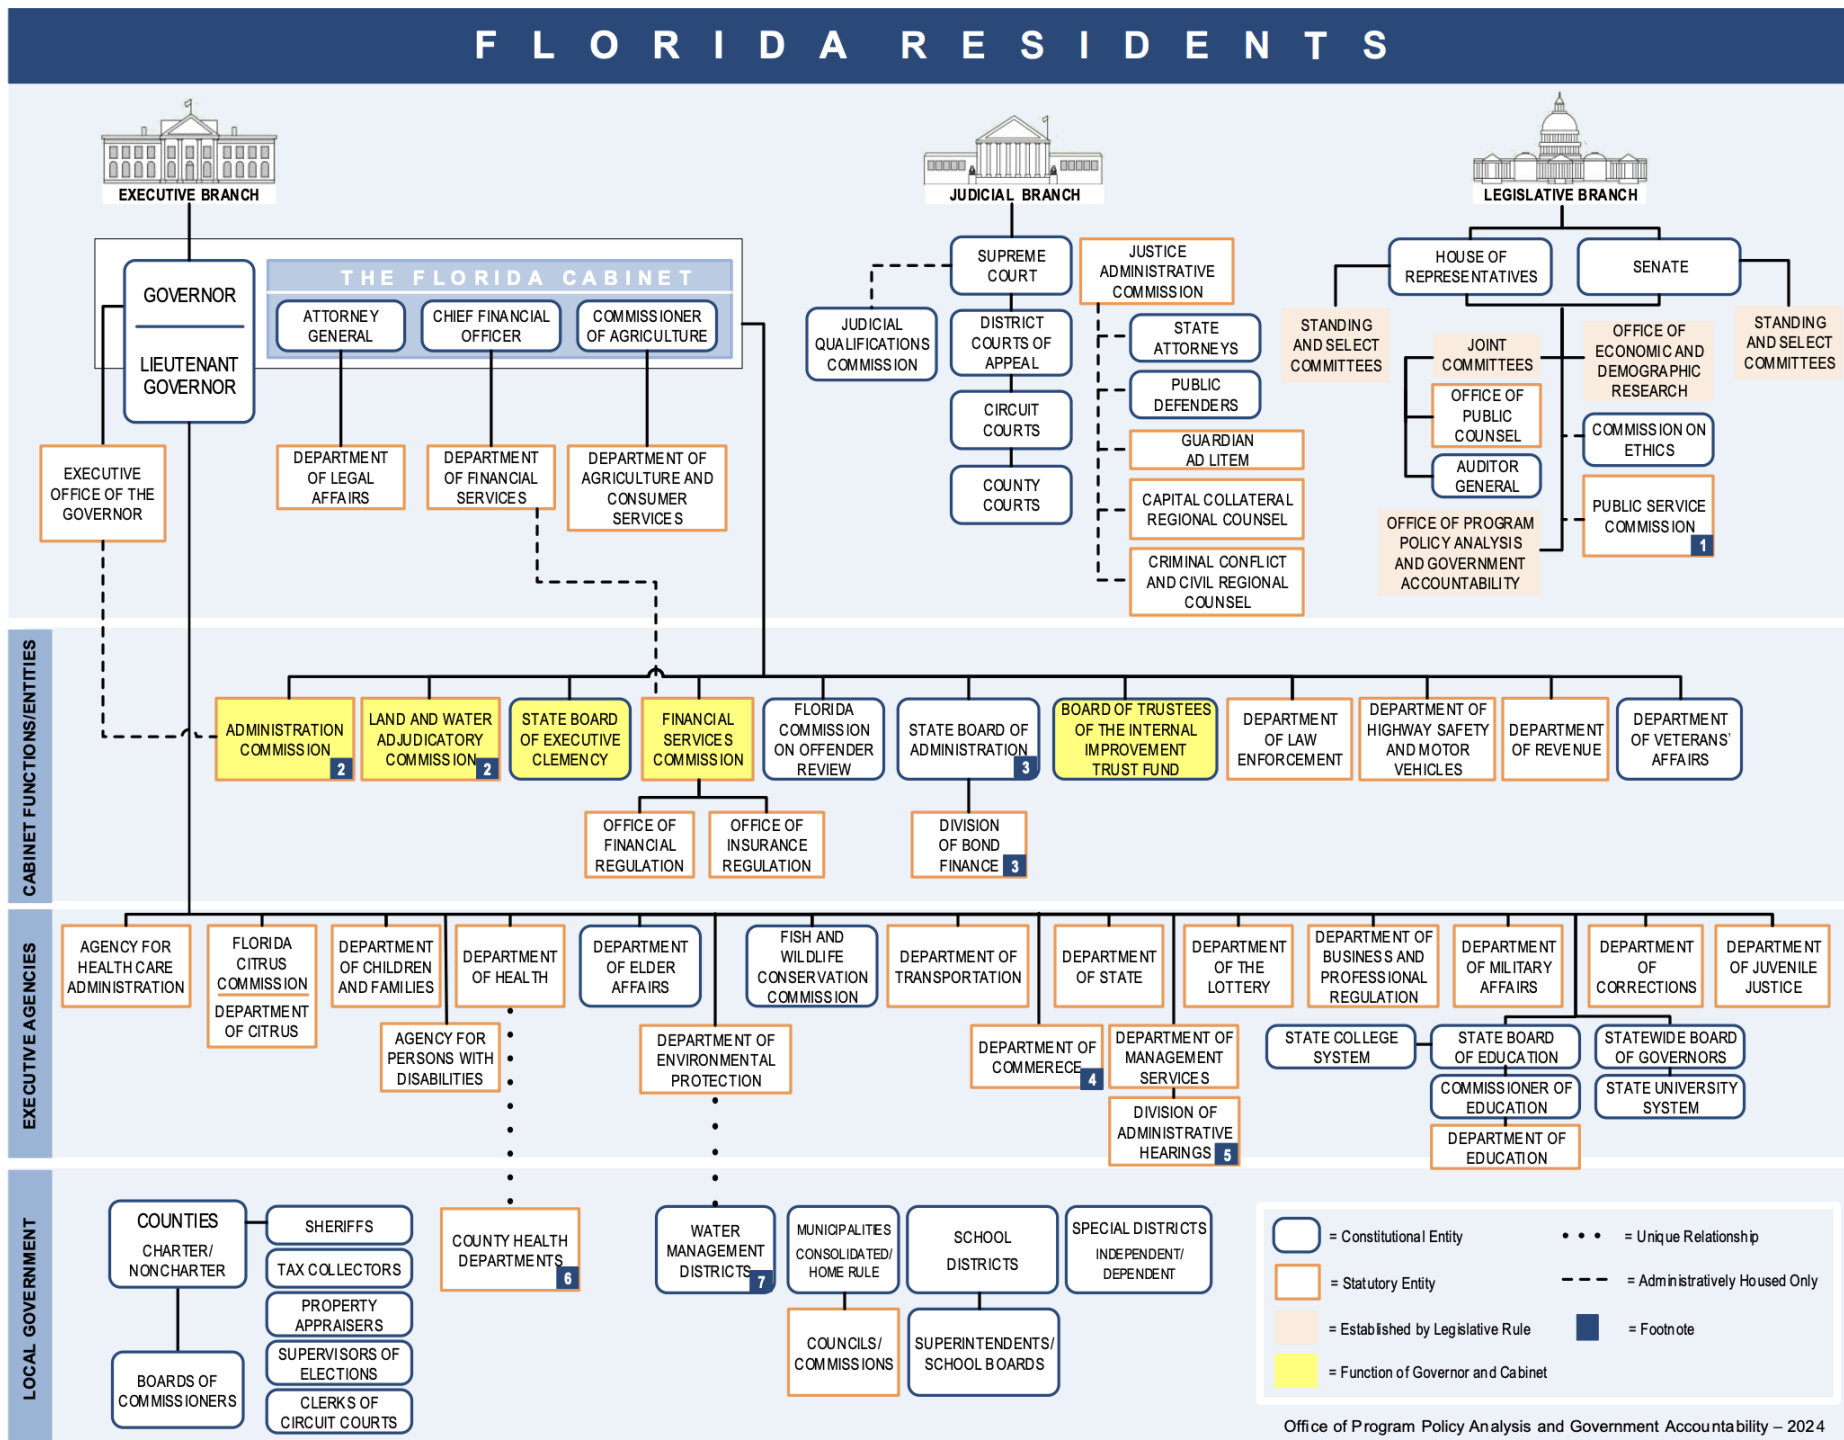 FLORIDA RESIDENTS
EXECUTIVE BRANCH
JUDICIAL BRANCH
LEGISLATIVE BRANCH
GOVERNOR
LIEUTENANT
GOVERNOR
THE FLORIDA CABINET
ATTORNEY
GENERAL
CHIEF FINANCIAL
OFFICER
COMMISSIONER
OF AGRICULTURE
EXECUTIVE
OFFICE OF THE
GOVERNOR
DEPARTMENT
OF LEGAL
AFFAIRS
DEPARTMENT
OF FINANCIAL
SERVICES
DEPARTMENT OF
AGRICULTURE AND
CONSUMER
SERVICES
SUPREME
COURT
JUDICIAL
QUALIFICATIONS
COMMISSION
DISTRICT
COURTS OF
APPEAL
CIRCUIT
COURTS
COUNTY
COURTS
JUSTICE
ADMINISTRATIVE
COMMISSION
STATE
ATTORNEYS
PUBLIC
DEFENDERS
GUARDIAN
AD LITEM
CAPITAL COLLATERAL
REGIONAL COUNSEL
CRIMINAL CONFLICT
AND CIVIL REGIONAL
COUNSEL
HOUSE OF
REPRESENTATIVES
SENATE
STANDING
AND SELECT
COMMITTEES
JOINT
COMMITTEES
OFFICE OF
PUBLIC
COUNSEL
AUDITOR
GENERAL
OFFICE OF PROGRAM
POLICY ANALYSIS
AND GOVERNMENT
ACCOUNTABILITY
OFFICE OF
ECONOMIC AND
DEMOGRAPHIC
RESEARCH
COMMISSION ON
ETHICS
PUBLIC SERVICE
COMMISSION
1
STANDING
AND SELECT
COMMITTEES
CABINET FUNCTIONS/ENTITIES
ADMINISTRATION
COMMISSION
2
LAND AND WATER
ADJUDICATORY
COMMISSION
2
STATE BOARD
OF EXECUTIVE
CLEMENCY
FINANCIAL
SERVICES
COMMISSION
FLORIDA
COMMISSION
ON OFFENDER
REVIEW
STATE BOARD OF
ADMINISTRATION
3
BOARD OF TRUSTEES
OF THE INTERNAL
IMPROVEMENT
TRUST FUND
DEPARTMENT
OF LAW
ENFORCEMENT
DEPARTMENT OF
HIGHWAY SAFETY
AND MOTOR
VEHICLES
DEPARTMENT
OF REVENUE
DEPARTMENT
OF VETERANS'
AFFAIRS
OFFICE OF
FINANCIAL
REGULATION
OFFICE OF
INSURANCE
REGULATION
DIVISION
OF BOND
FINANCE
3
EXECUTIVE AGENCIES
AGENCY FOR
HEALTH CARE
ADMINISTRATION
FLORIDA
CITRUS
COMMISSION
DEPARTMENT
OF CITRUS
DEPARTMENT
OF CHILDREN
AND FAMILIES
DEPARTMENT
OF HEALTH
DEPARTMENT
OF ELDER
AFFAIRS
FISH AND
WILDLIFE
CONSERVATION
COMMISSION
DEPARTMENT OF
TRANSPORTATION
DEPARTMENT
OF STATE
DEPARTMENT
OF THE
LOTTERY
DEPARTMENT OF
BUSINESS AND
PROFESSIONAL
REGULATION
DEPARTMENT
OF MILITARY
AFFAIRS
DEPARTMENT
OF
CORRECTIONS
DEPARTMENT
OF JUVENILE
JUSTICE
AGENCY FOR
PERSONS WITH
DISABILITIES
DEPARTMENT OF
ENVIRONMENTAL
PROTECTION
DEPARTMENT OF
COMMERECE
4
DEPARTMENT OF
MANAGEMENT
SERVICES
DIVISION OF
ADMINISTRATIVE
HEARINGS
5
STATE COLLEGE
SYSTEM
STATE BOARD
OF EDUCATION
COMMISSIONER OF
EDUCATION
DEPARTMENT OF
EDUCATION
STATEWIDE BOARD
OF GOVERNORS
STATE UNIVERSITY
SYSTEM
LOCAL GOVERNMENT
COUNTIES
CHARTER/
NONCHARTER
BOARDS OF
COMMISSIONERS
SHERIFFS
TAX COLLECTORS
PROPERTY
APPRAISERS
SUPERVISORS OF
ELECTIONS
CLERKS OF
CIRCUIT COURTS
COUNTY HEALTH
DEPARTMENTS
6
WATER
MANAGEMENT
DISTRICTS
7
MUNICIPALITIES
CONSOLIDATED/
HOME RULE
COUNCILS/
COMMISSIONS
SCHOOL
DISTRICTS
SUPERINTENDENTS/
SCHOOL BOARDS
SPECIAL DISTRICTS
INDEPENDENT/
DEPENDENT
= Constitutional Entity
= Statutory Entity
= Established by Legislative Rule
= Function of Governor and Cabinet
= Unique Relationship
= Administratively Housed Only
= Footnote
Office of Program Policy Analysis and Government Accountability – 2024